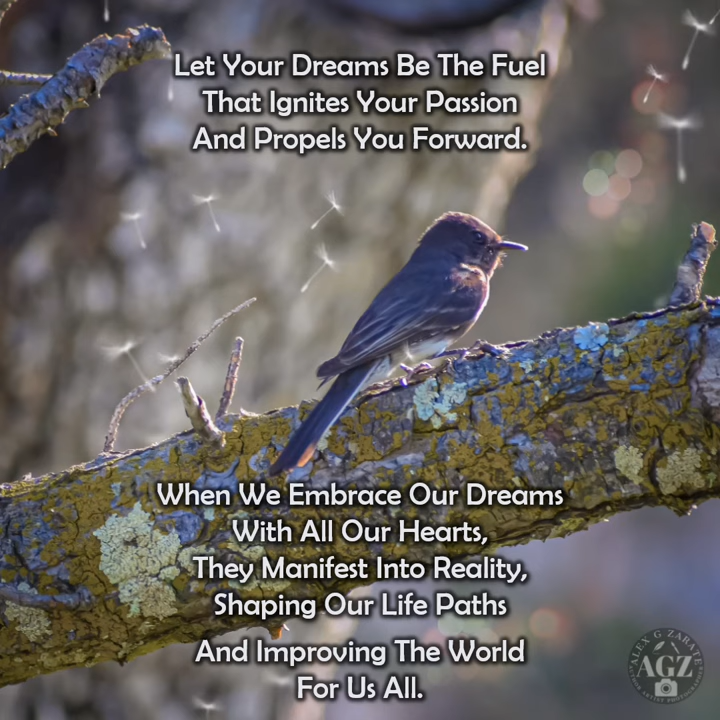 Let Your Dreams Be The Fuel
That Ignites Your Passion
And Propels You Forward.
When We Embrace Our Dreams
With All Our Hearts,
They Manifest Into Reality,
Shaping Our Life Paths
And Improving The World
For Us All.
ALEX G ZARATE
AGZ